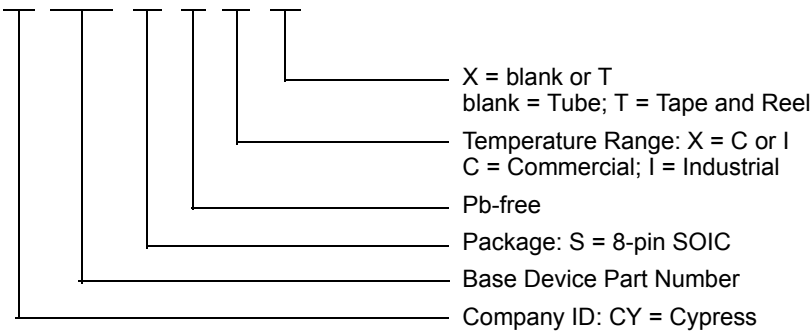 X = blank or T
blank = Tube; T = Tape and Reel
Temperature Range: X = C or I
C = Commercial; I = Industrial
Pb-free
Package: S = 8-pin SOIC
Base Device Part Number
Company ID: CY = Cypress